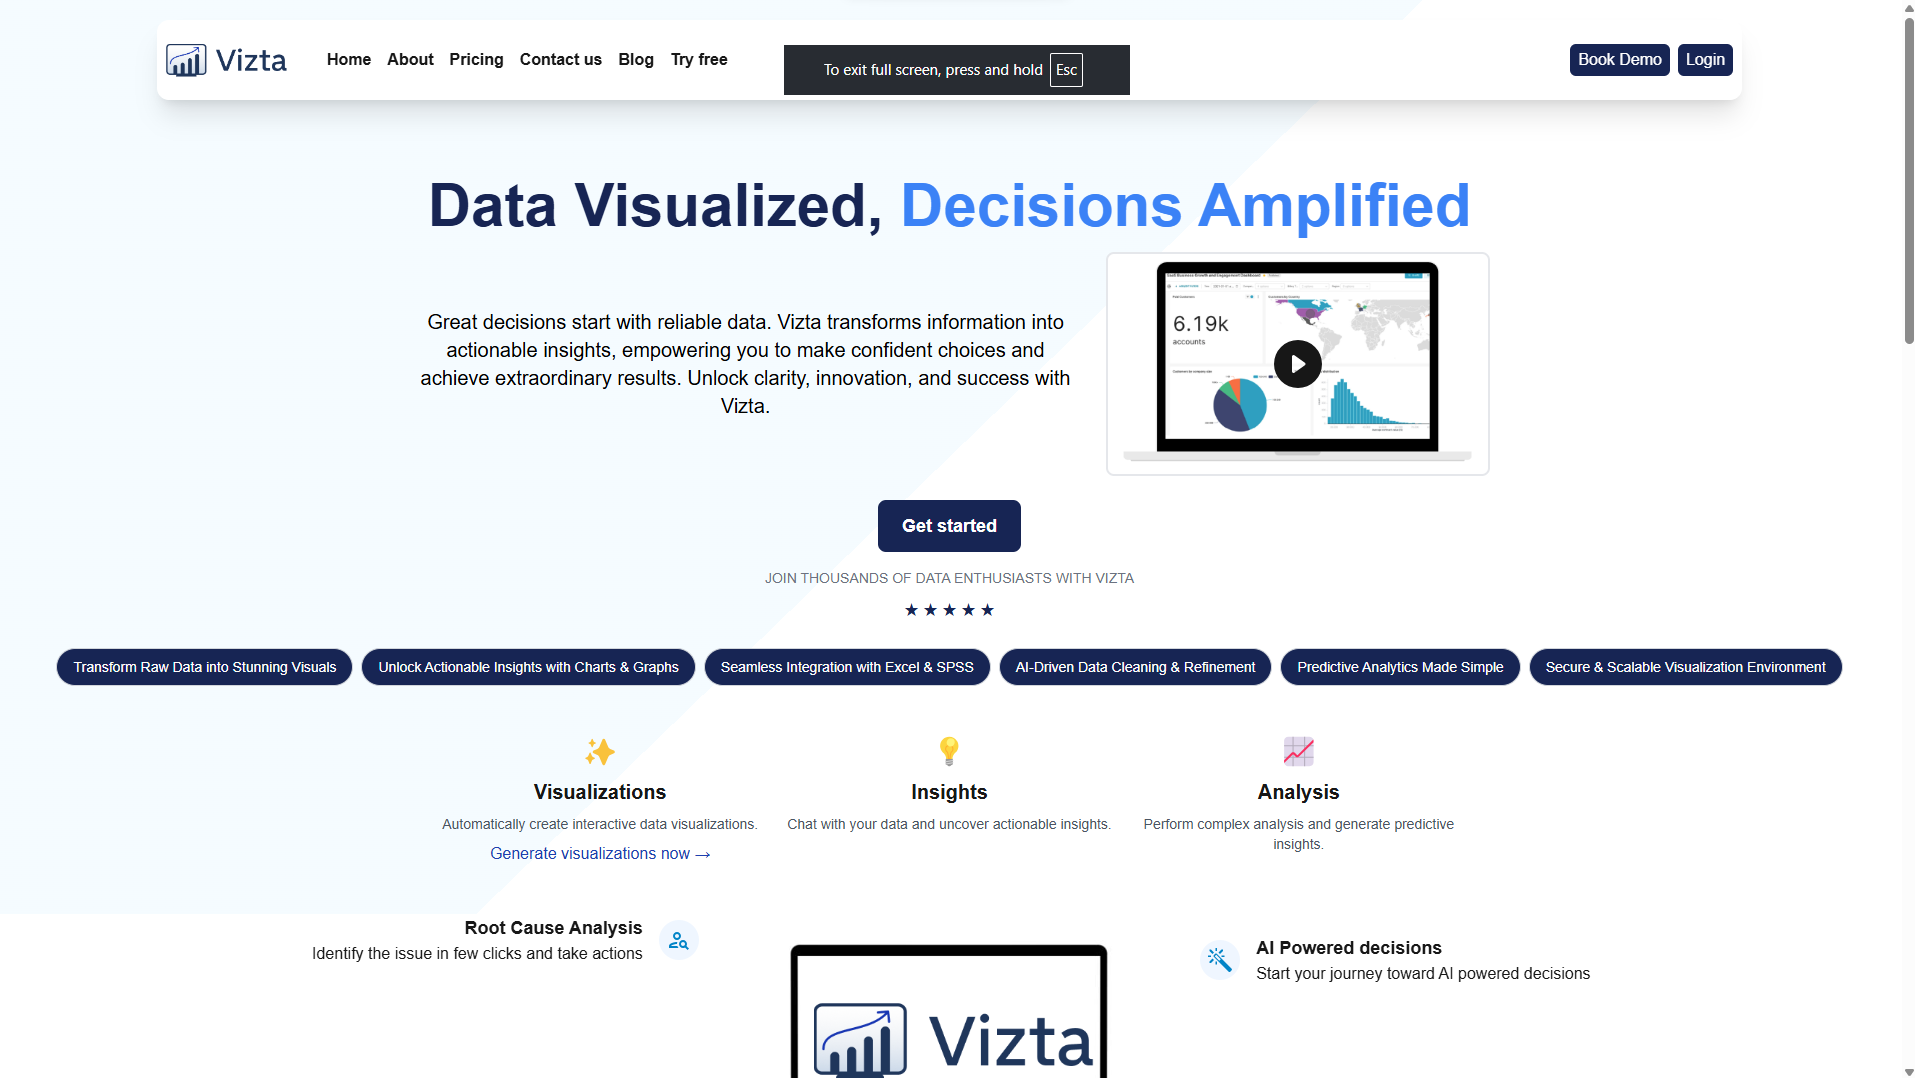 Vizta
Home About Pricing Contact us Blog Try free
To exit full screen, press and hold Esc
Book Demo Login
Data Visualized, Decisions Amplified
Great decisions start with reliable data. Vizta transforms information into
actionable insights, empowering you to make confident choices and
achieve extraordinary results. Unlock clarity, innovation, and success with
Vizta.
6.19k
accounts
Get started
JOIN THOUSANDS OF DATA ENTHUSIASTS WITH VIZTA
★ ★ ★ ★ ★
Transform Raw Data into Stunning Visuals
Unlock Actionable Insights with Charts & Graphs
Seamless Integration with Excel & SPSS
AI-Driven Data Cleaning & Refinement
Predictive Analytics Made Simple
Secure & Scalable Visualization Environment
Visualizations
Automatically create interactive data visualizations.
Generate visualizations now →
Insights
Chat with your data and uncover actionable insights.
Analysis
Perform complex analysis and generate predictive
insights.
Root Cause Analysis
Identify the issue in few clicks and take actions
Vizta
AI Powered decisions
Start your journey toward AI powered decisions